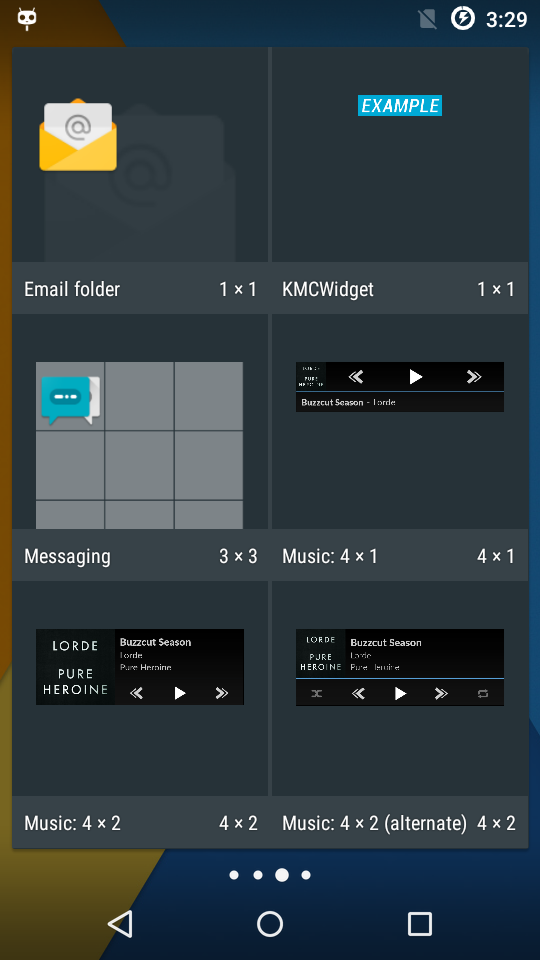 3:29
@
EXAMPLE
Email folder 1 × 1
KMCWidget 1 × 1
LORDE
PURE
HEROINE
Buzzcut Season - Lorde
Messaging 3 × 3
Music: 4 × 1 4 × 1
LORDE
PURE
HEROINE
Buzzcut Season
Lorde
Pure Heroine
LORDE
PURE
HEROINE
Buzzcut Season
Lorde
Pure Heroine
Music: 4 × 2 4 × 2
Music: 4 × 2 (alternate) 4 × 2